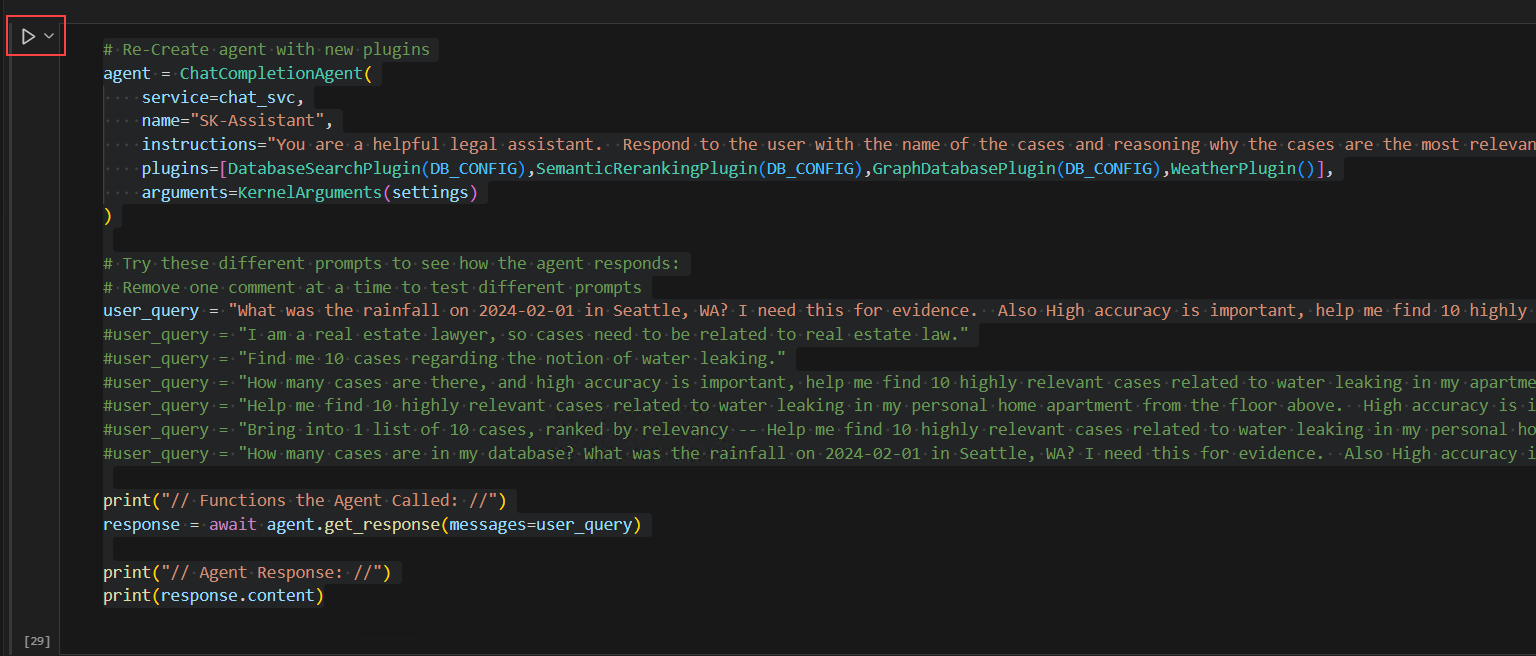 # Re-Create agent with new plugins
agent = ChatCompletionAgent(
    service=chat_svc,
    name="SK-Assistant",
    instructions="You are a helpful legal assistant.  Respond to the user with the name of the cases and reasoning why the cases are the most relevan
    plugins=[DatabaseSearchPlugin(DB_CONFIG),SemanticRerankingPlugin(DB_CONFIG),GraphDatabasePlugin(DB_CONFIG),WeatherPlugin()],
    arguments=KernelArguments(settings)
)
# Try these different prompts to see how the agent responds:
# Remove one comment at a time to test different prompts
user_query = "What was the rainfall on 2024-02-01 in Seattle, WA? I need this for evidence.  Also High accuracy is important, help me find 10 highly
#user_query = "I am a real estate lawyer, so cases need to be related to real estate law."
#user_query = "Find me 10 cases regarding the notion of water leaking."
#user_query = "How many cases are there, and high accuracy is important, help me find 10 highly relevant cases related to water leaking in my apartme
#user_query = "Help me find 10 highly relevant cases related to water leaking in my personal home apartment from the floor above.  High accuracy is i
#user_query = "Bring into 1 list of 10 cases, ranked by relevancy -- Help me find 10 highly relevant cases related to water leaking in my personal ho
#user_query = "How many cases are in my database? What was the rainfall on 2024-02-01 in Seattle, WA? I need this for evidence.  Also High accuracy i
print("// Functions the Agent Called: //")
response = await agent.get_response(messages=user_query)
print("// Agent Response: //")
print(response.content)
[29]